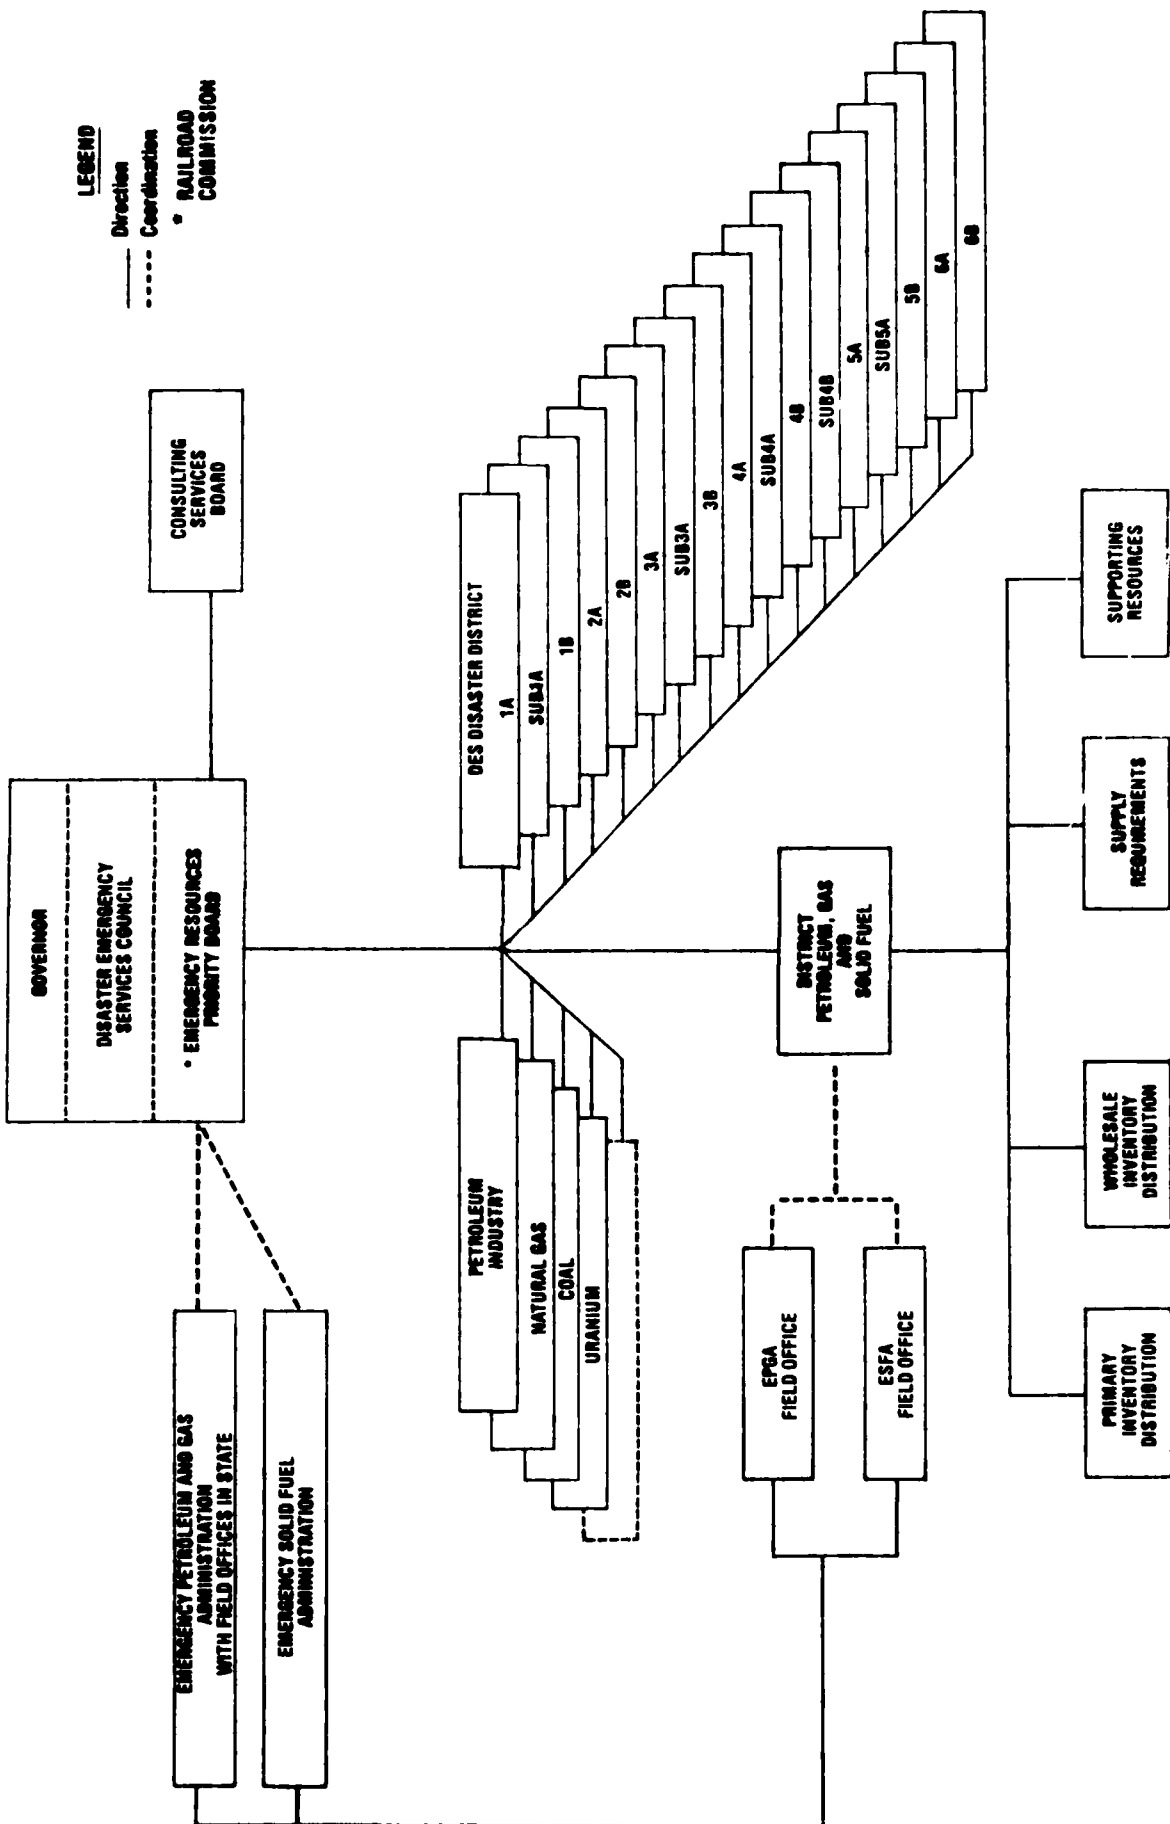 LEGEND
Direction
Coordination
* RAILROAD
COMMISSION
GOVERNOR
DISASTER EMERGENCY
SERVICES COUNCIL
* EMERGENCY RESOURCES
PRIORITY BOARD
CONSULTING
SERVICES
BOARD
EMERGENCY PETROLEUM AND GAS
ADMINISTRATION
WITH FIELD OFFICES IN STATE
EMERGENCY SOLID FUEL
ADMINISTRATION
PETROLEUM
INDUSTRY
NATURAL GAS
COAL
URANIUM
DES DISASTER DISTRICT
1A
SUB1A
1B
2A
2B
3A
SUB3A
3B
4A
SUB4A
4B
SUB4B
5A
SUB5A
5B
6A
6B
EPGA
FIELD OFFICE
ESFA
FIELD OFFICE
DISTRICT
PETROLEUM, GAS
AND
SOLID FUEL
PRIMARY
INVENTORY
DISTRIBUTION
WHOLESALE
INVENTORY
DISTRIBUTION
SUPPLY
REQUIREMENTS
SUPPORTING
RESOURCES